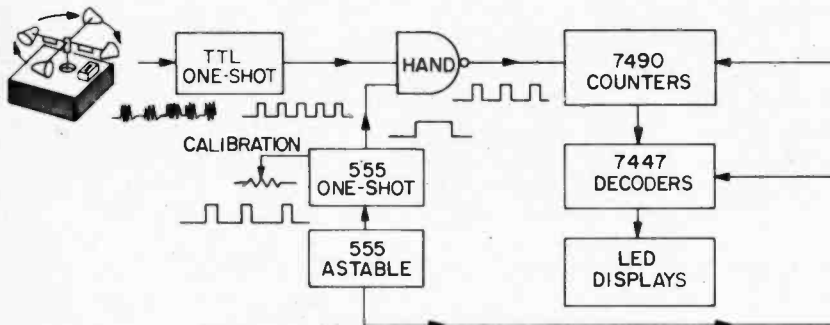 TTL
ONE-SHOT
HAND
7490
COUNTERS
CALIBRATION
555
ONE-SHOT
7447
DECODERS
555
ASTABLE
LED
DISPLAYS